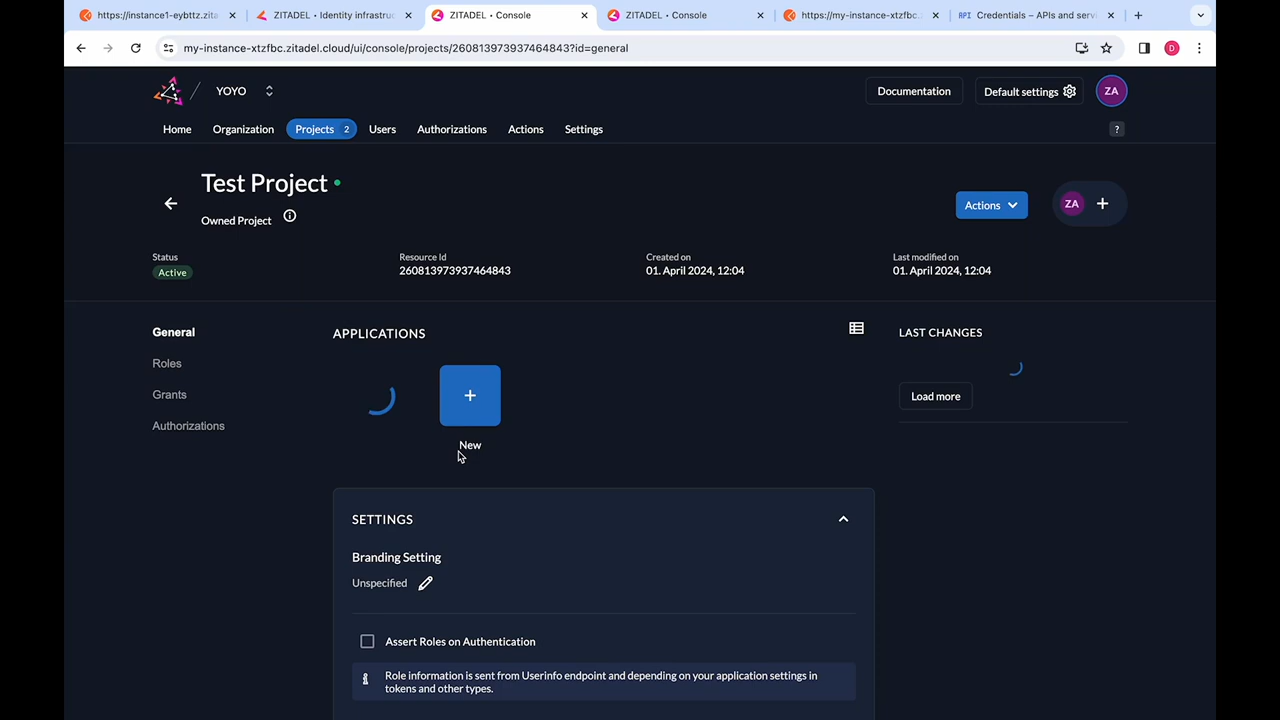 https://instance1-eybttz.zita
ZITADEL • Identity infrastruc
ZITADEL • Console
ZITADEL • Console
https://my-instance-xtzfbc.
API Credentials – APIs and servi
my-instance-xtzfbc.zitadel.cloud/ui/console/projects/260813973937464843?id=general
D
YOYO
Documentation
Default settings
ZA
Home
Organization
Projects 2
Users
Authorizations
Actions
Settings
?
Test Project
Owned Project
Actions
ZA
Status
Active
Resource Id
260813973937464843
Created on
01. April 2024, 12:04
Last modified on
01. April 2024, 12:04
General
Roles
Grants
Authorizations
APPLICATIONS
New
LAST CHANGES
Load more
SETTINGS
Branding Setting
Unspecified
Assert Roles on Authentication
Role information is sent from Userinfo endpoint and depending on your application settings in
tokens and other types.